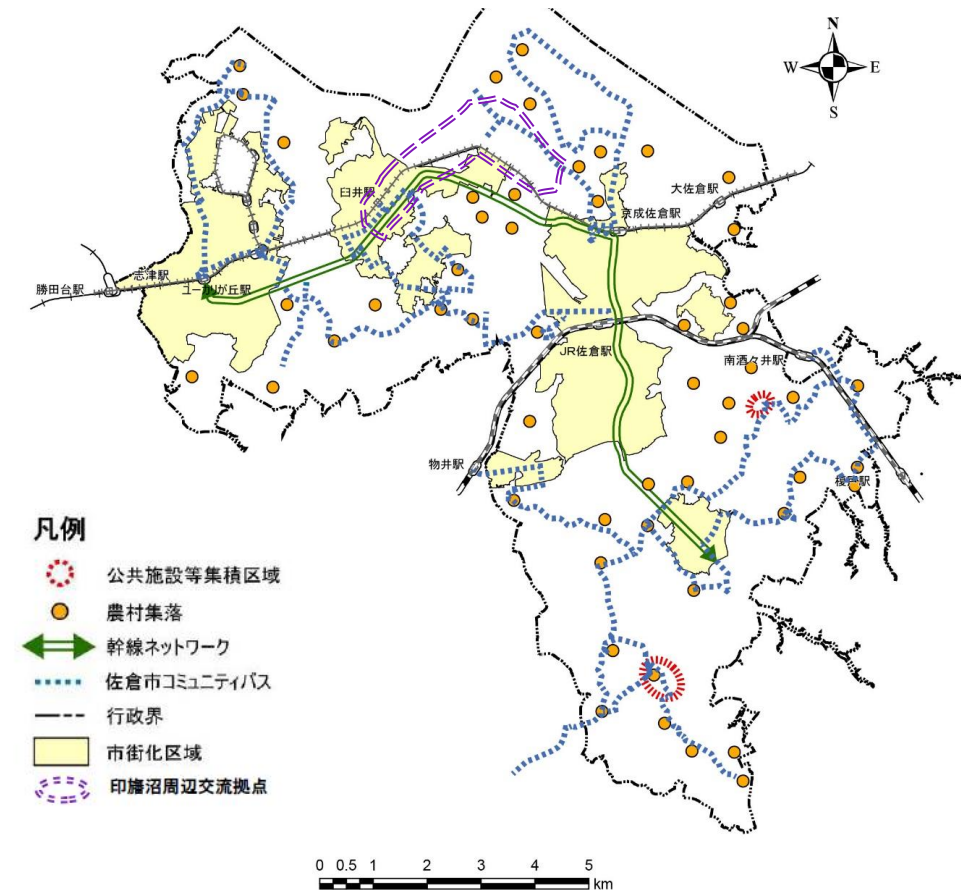 N
W
E
S
大佐倉駅
臼井駅
京成佐倉駅
志津駅
勝田台駅
ユーカリが丘駅
JR佐倉駅
南酒々井駅
物井駅
榎戸駅
凡例
公共施設等集積区域
農村集落
幹線ネットワーク
佐倉市コミュニティバス
行政界
市街化区域
印旛沼周辺交流拠点
0 0.5 1 2 3 4 5
km